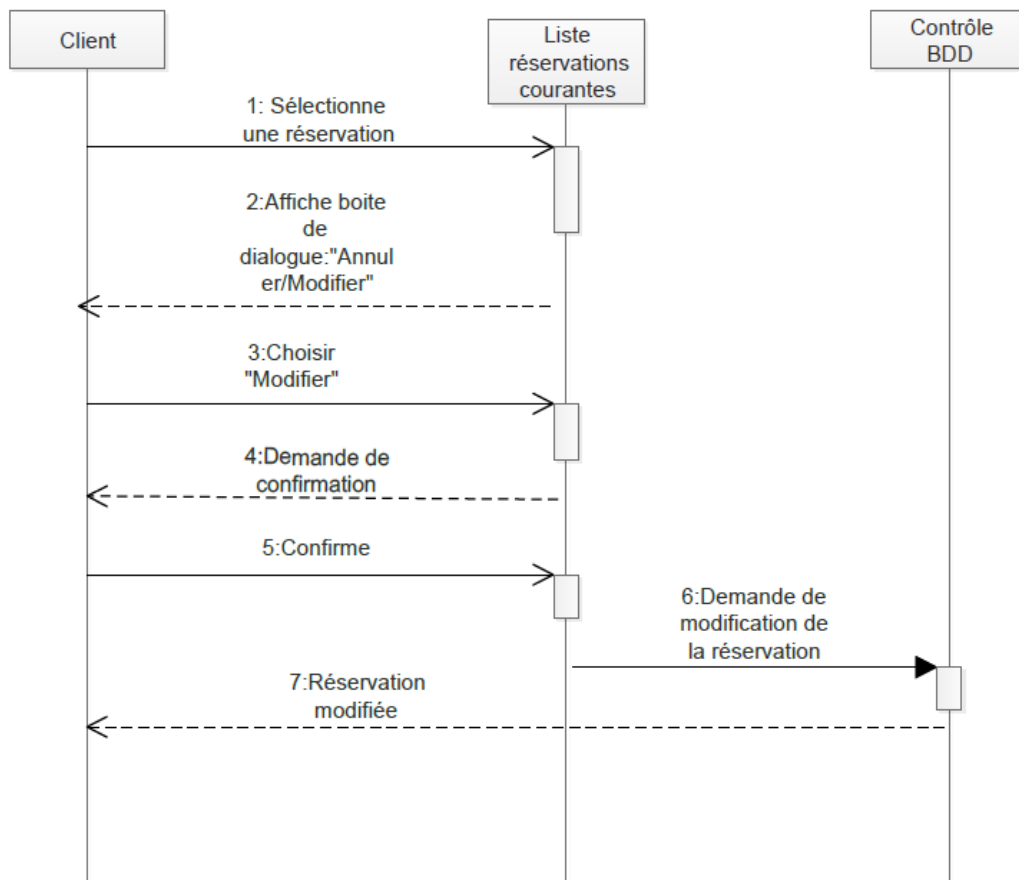 Client
Liste
réservations
courantes
Contrôle
BDD
1: Sélectionne
une réservation
2:Affiche boite
de
dialogue:"Annul
er/Modifier"
3:Choisir
"Modifier"
4:Demande de
confirmation
5:Confirme
6:Demande de
modification de
la réservation
7:Réservation
modifiée